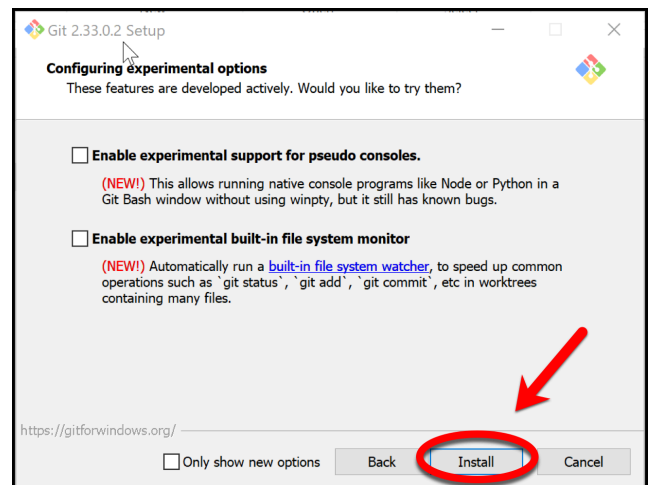 Git 2.33.0.2 Setup
Configuring experimental options
These features are developed actively. Would you like to try them?
Enable experimental support for pseudo consoles.
(NEW!) This allows running native console programs like Node or Python in a
Git Bash window without using winpty, but it still has known bugs.
Enable experimental built-in file system monitor
(NEW!) Automatically run a built-in file system watcher, to speed up common
operations such as `git status`, `git add`, `git commit`, etc in worktrees
containing many files.
https://gitforwindows.org/
Only show new options Back Install Cancel